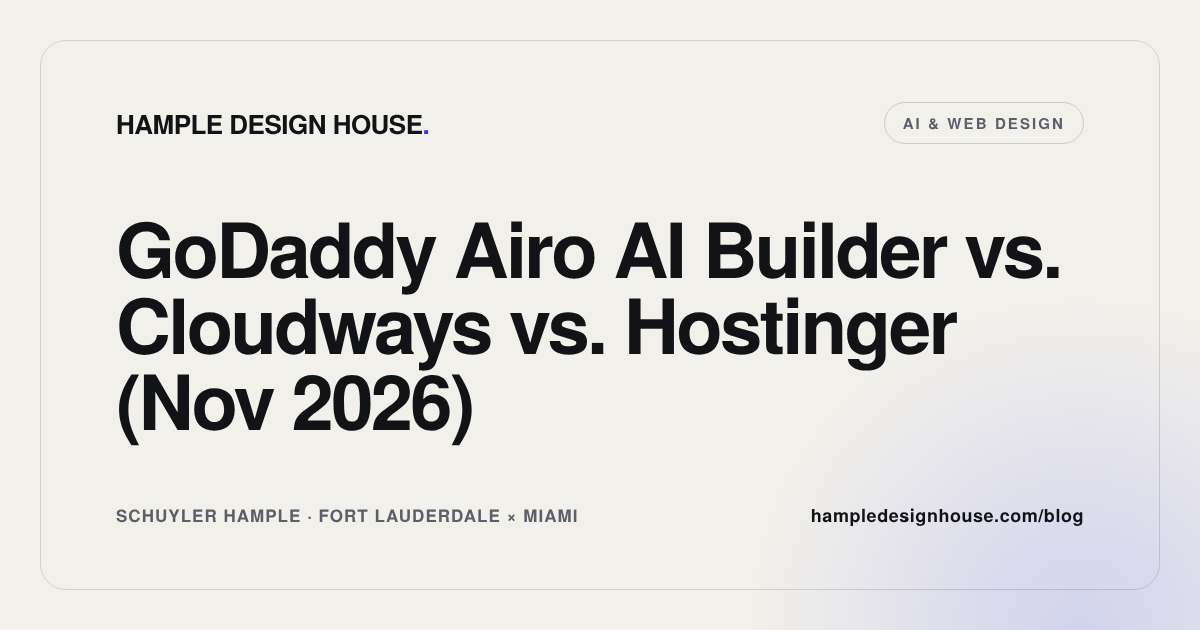 HAMPLE DESIGN HOUSE.
AI & WEB DESIGN
GoDaddy Airo AI Builder vs.
Cloudways vs. Hostinger
(Nov 2026)
SCHUYLER HAMPLE · FORT LAUDERDALE × MIAMI
hampledesignhouse.com/blog